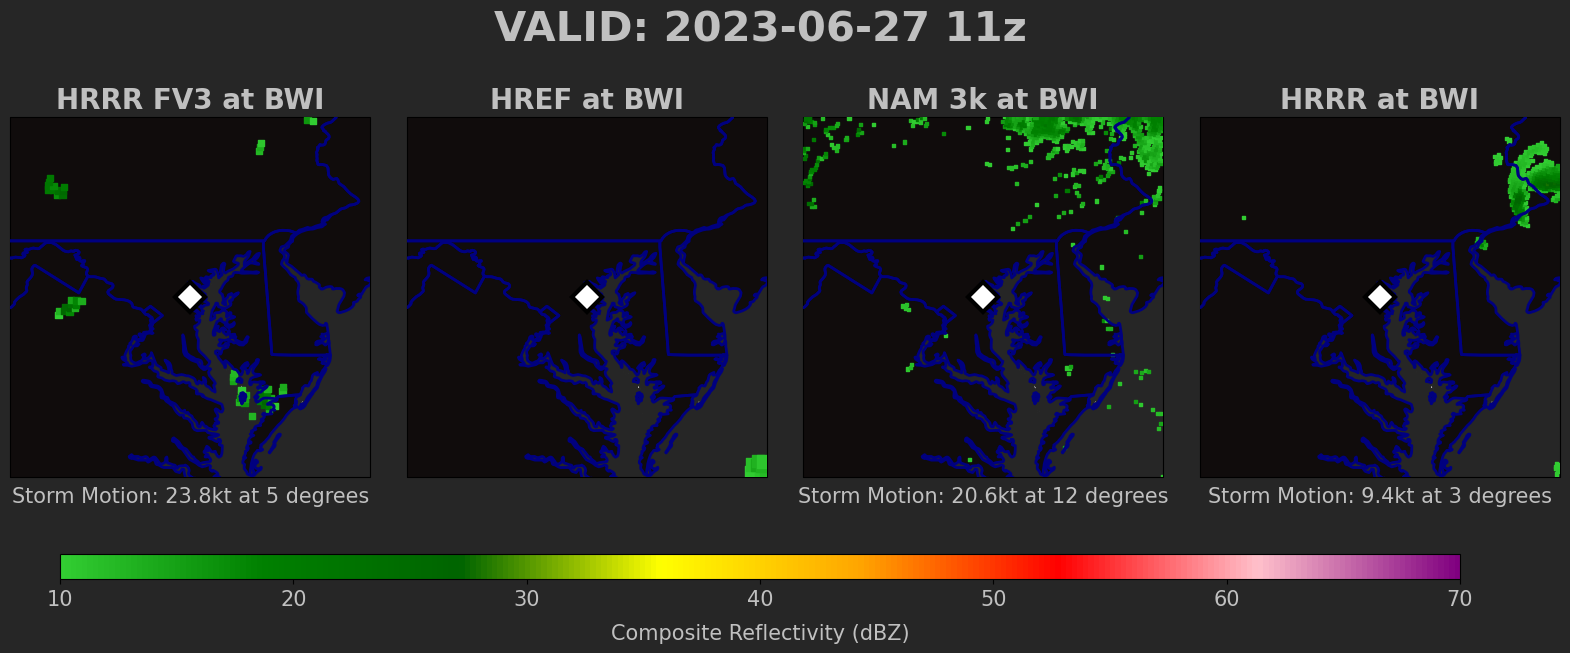 VALID: 2023-06-27 11z
HRRR FV3 at BWI
HREF at BWI
NAM 3k at BWI
HRRR at BWI
Storm Motion: 23.8kt at 5 degrees
Storm Motion: 20.6kt at 12 degrees
Storm Motion: 9.4kt at 3 degrees
10 20 30 40 50 60 70
Composite Reflectivity (dBZ)